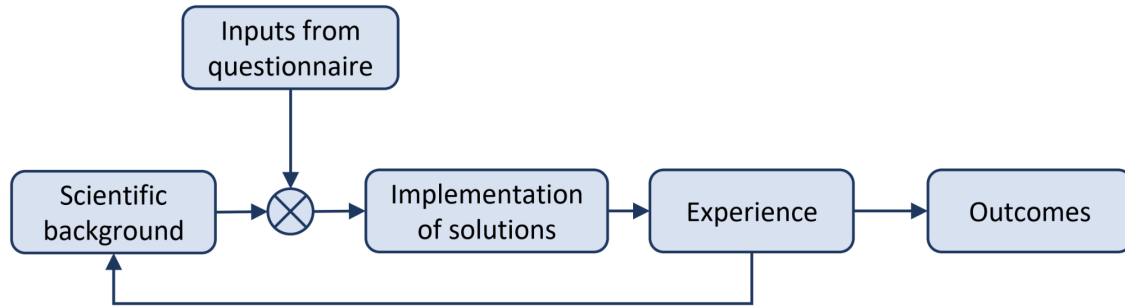 Inputs from
questionnaire
Scientific
background
Implementation
of solutions
Experience
Outcomes